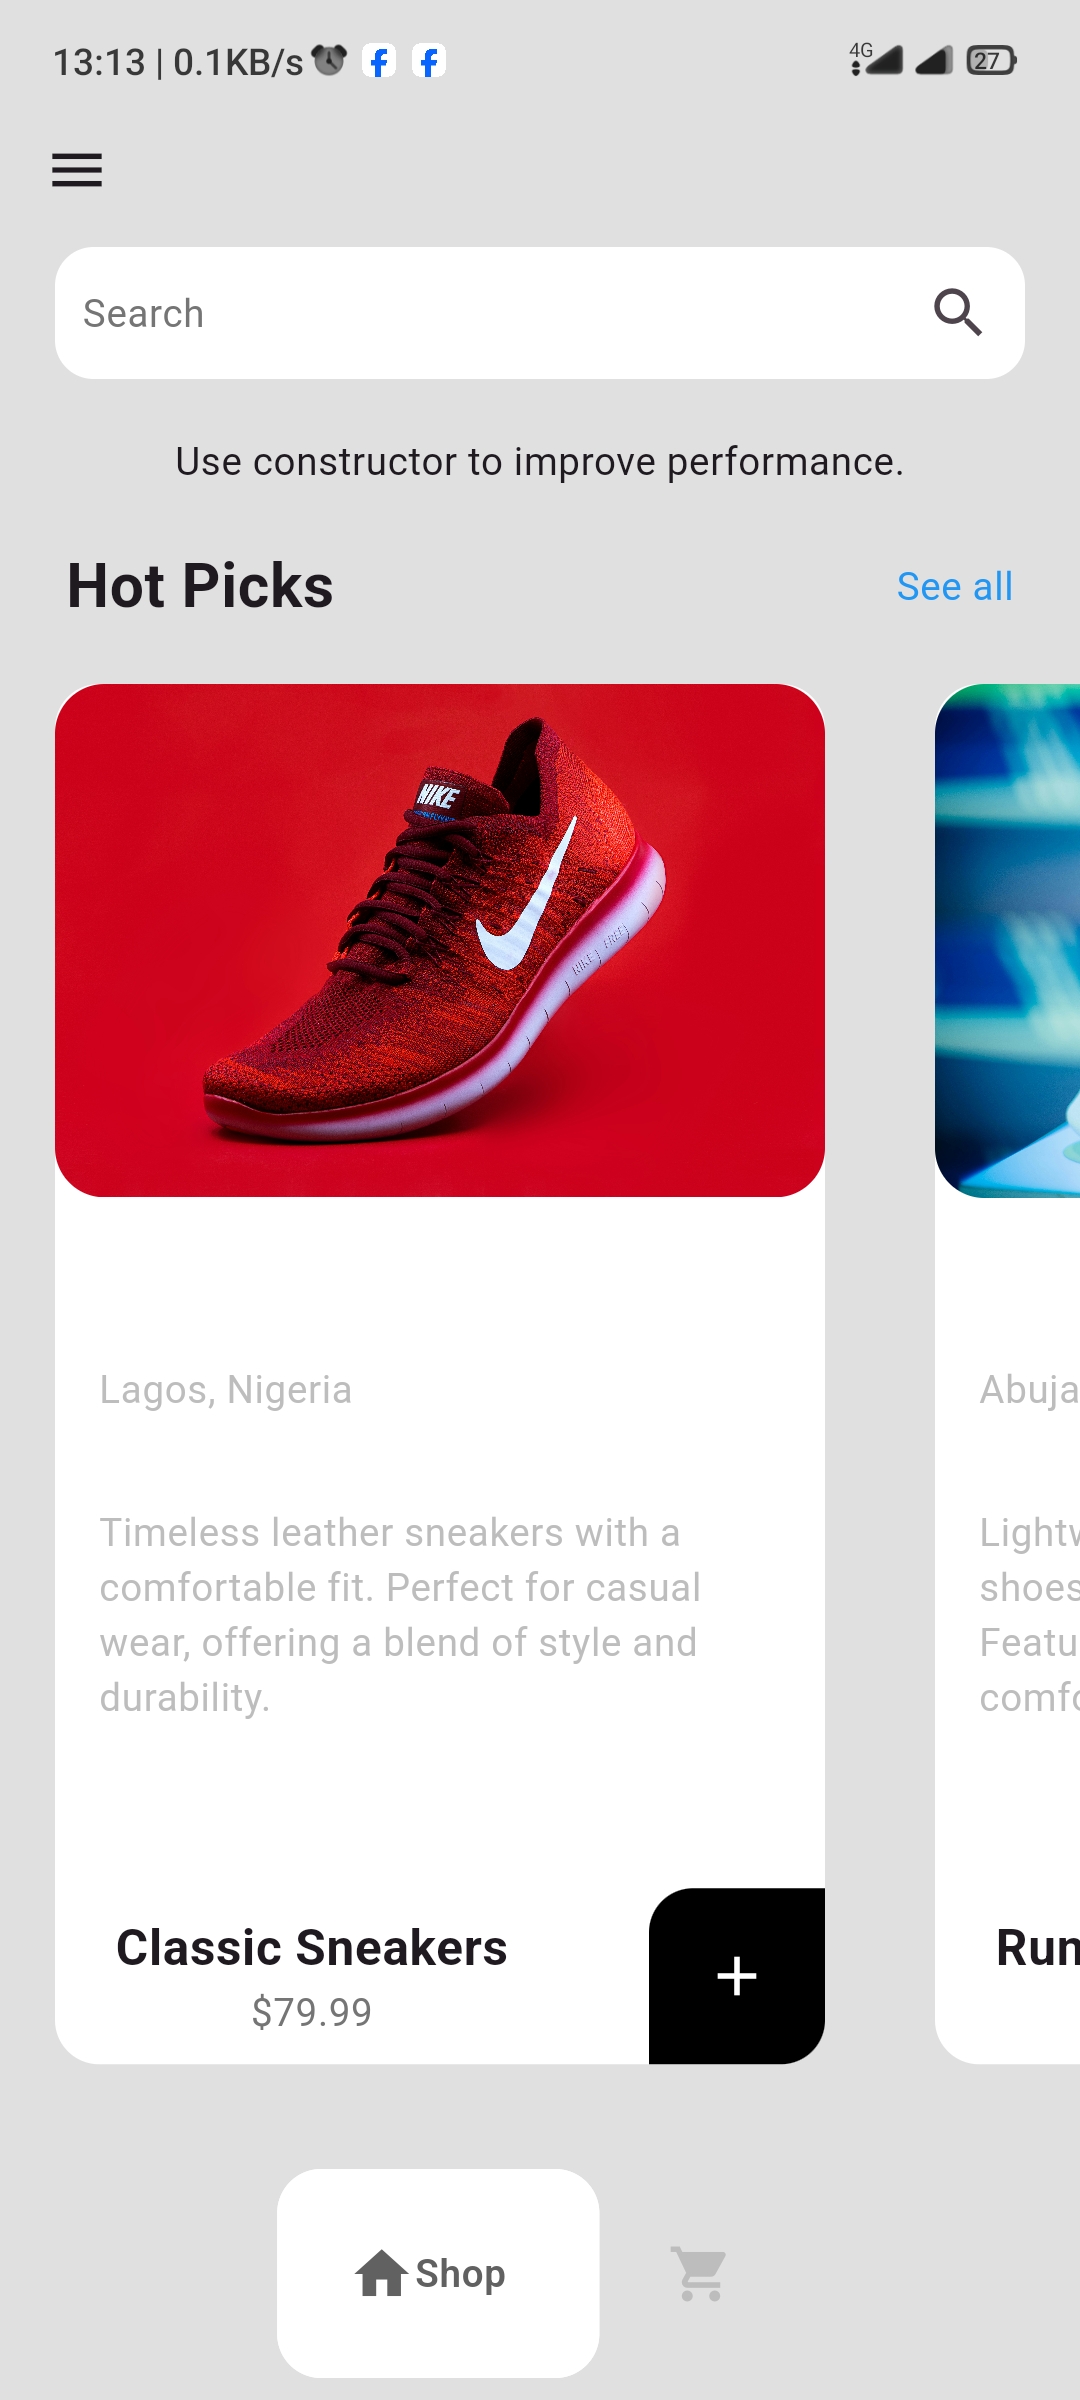 13:13 | 0.1KB/s
4G
27
Search
Use constructor to improve performance.
Hot Picks
See all
NIKE
NIKE FREE
Lagos, Nigeria
Abuja
Timeless leather sneakers with a
comfortable fit. Perfect for casual
wear, offering a blend of style and
durability.
Lightw
shoes
Featu
comfo
Classic Sneakers
$79.99
Run
Shop